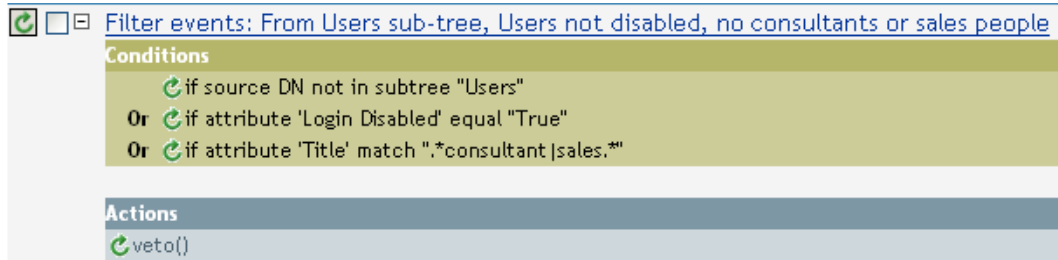 Filter events: From Users sub-tree, Users not disabled, no consultants or sales people
Conditions
if source DN not in subtree "Users"
Or if attribute 'Login Disabled' equal "True"
Or if attribute 'Title' match ".*consultant|sales.*"
Actions
veto()